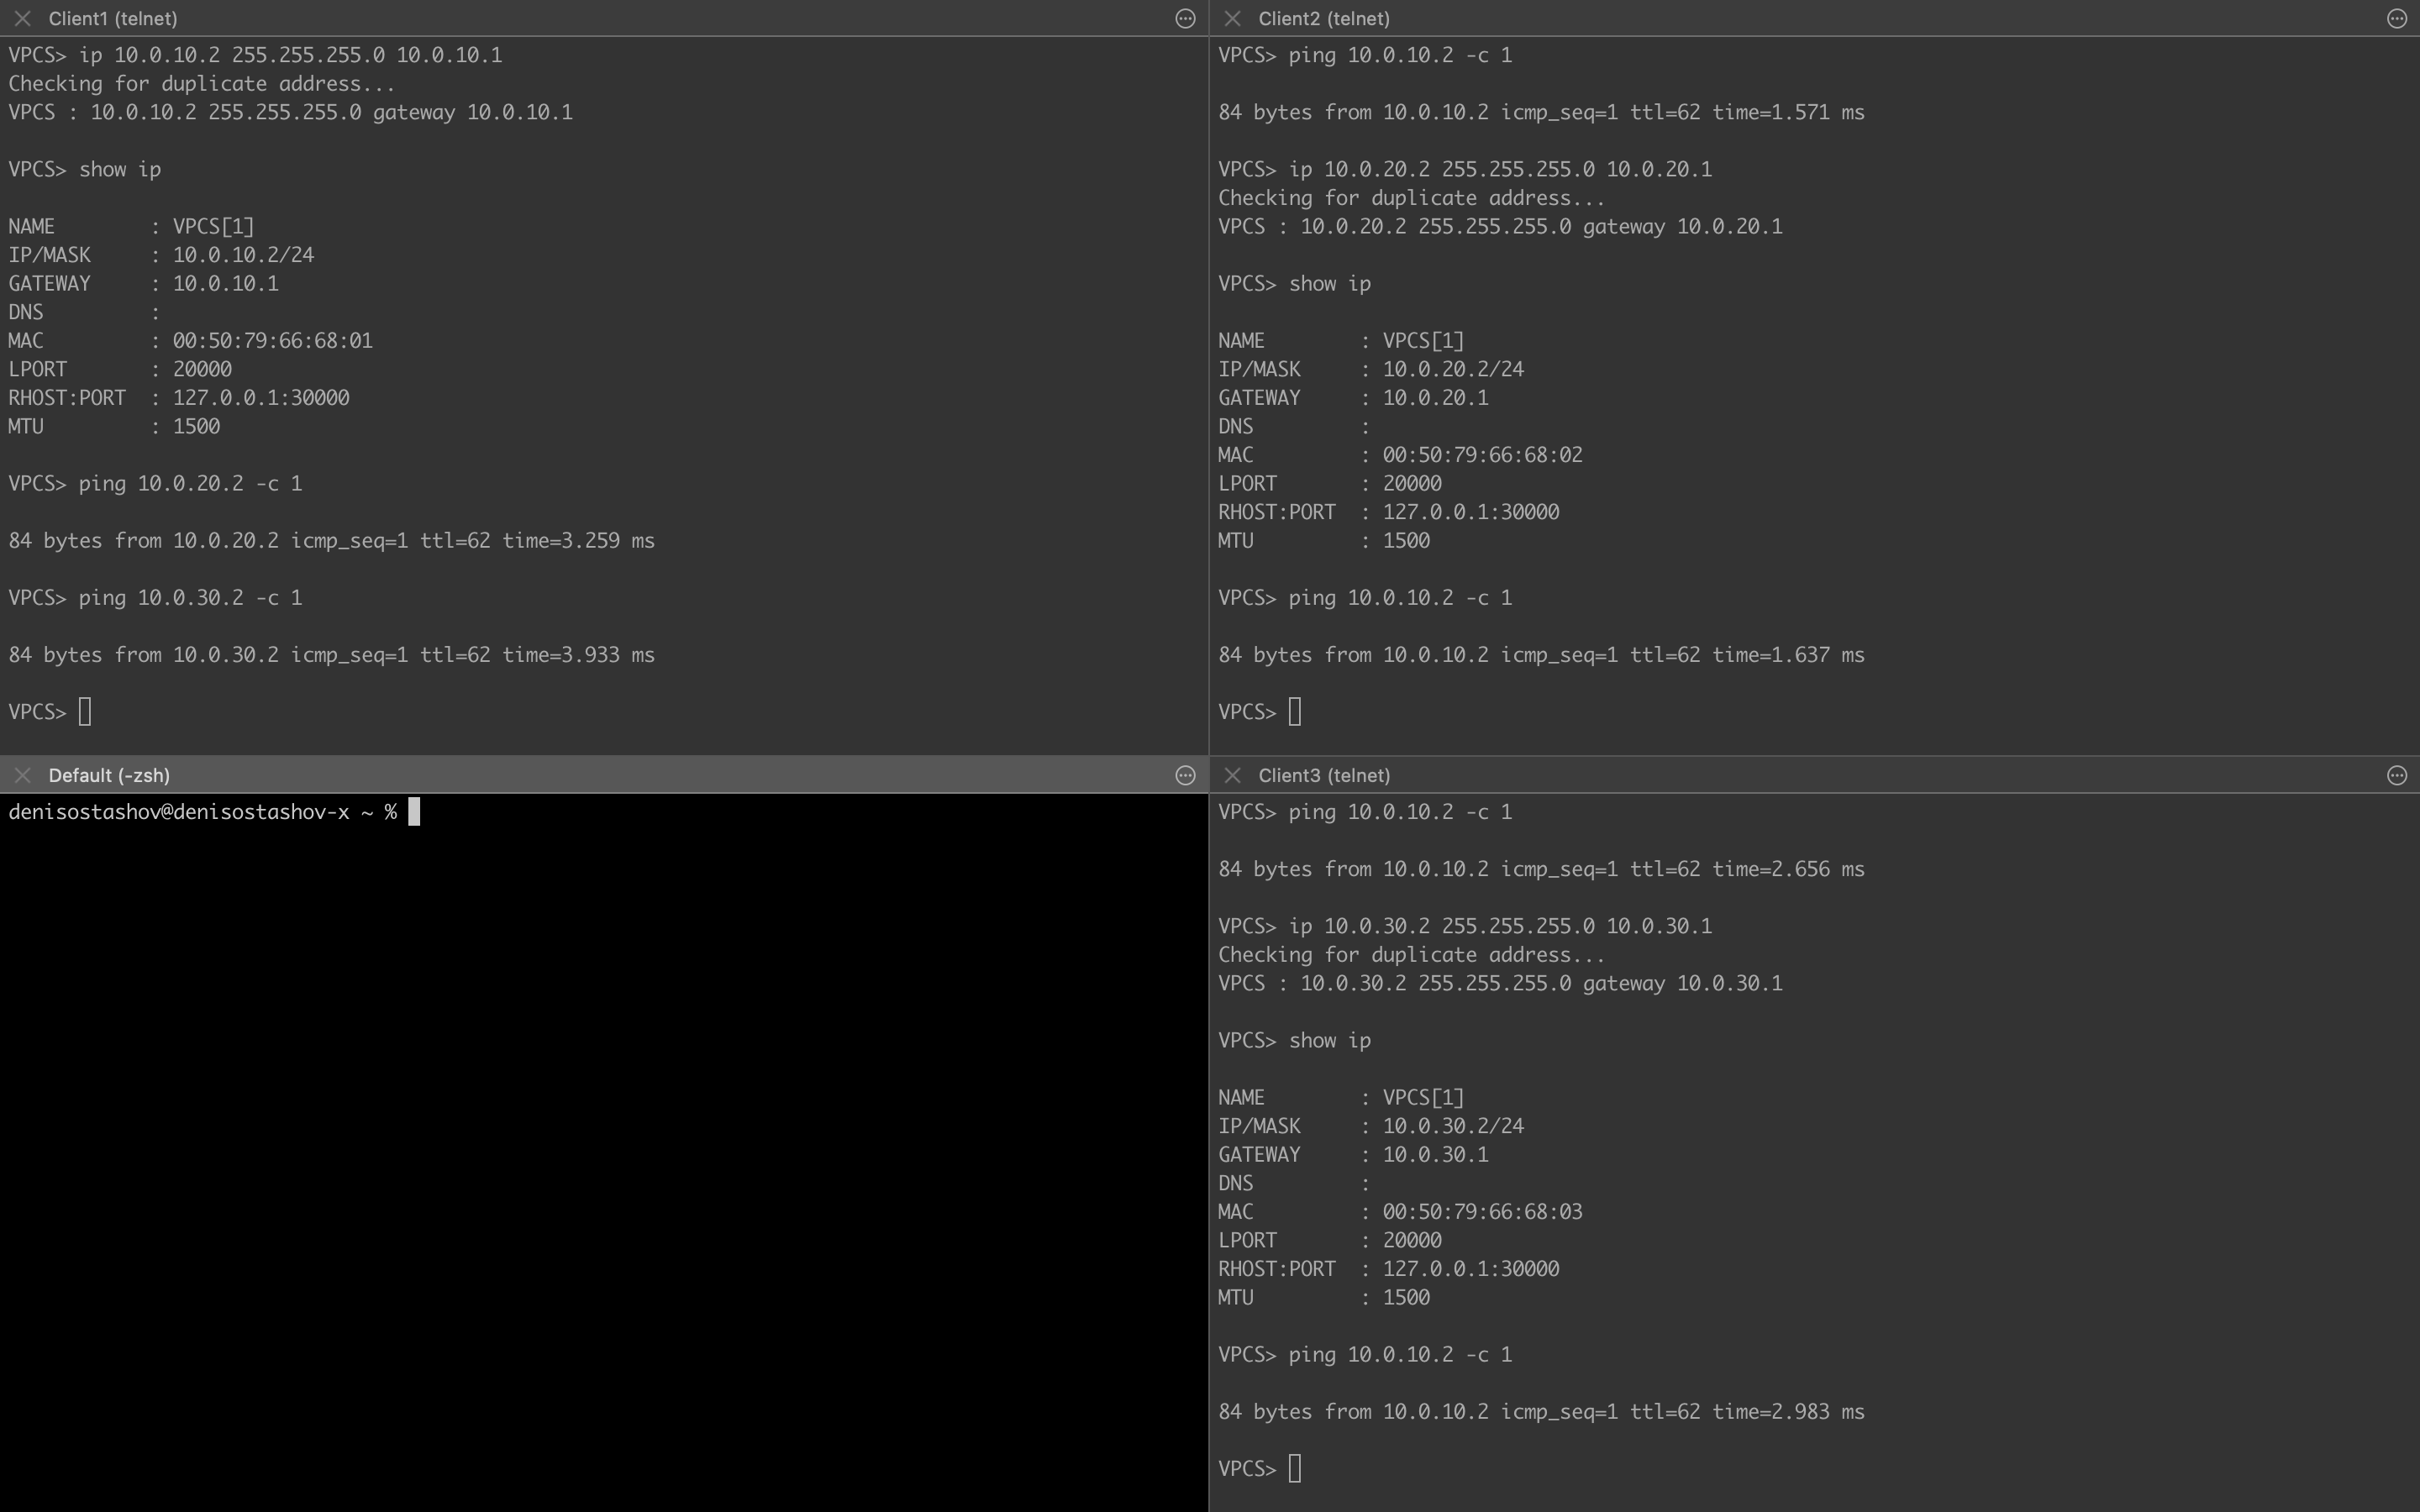 Client1 (telnet)
VPCS> ip 10.0.10.2 255.255.255.0 10.0.10.1
Checking for duplicate address...
VPCS : 10.0.10.2 255.255.255.0 gateway 10.0.10.1
VPCS> show ip
NAME : VPCS[1]
IP/MASK : 10.0.10.2/24
GATEWAY : 10.0.10.1
DNS :
MAC : 00:50:79:66:68:01
LPORT : 20000
RHOST:PORT : 127.0.0.1:30000
MTU : 1500
VPCS> ping 10.0.20.2 -c 1
84 bytes from 10.0.20.2 icmp_seq=1 ttl=62 time=3.259 ms
VPCS> ping 10.0.30.2 -c 1
84 bytes from 10.0.30.2 icmp_seq=1 ttl=62 time=3.933 ms
VPCS>
Client2 (telnet)
VPCS> ping 10.0.10.2 -c 1
84 bytes from 10.0.10.2 icmp_seq=1 ttl=62 time=1.571 ms
VPCS> ip 10.0.20.2 255.255.255.0 10.0.20.1
Checking for duplicate address...
VPCS : 10.0.20.2 255.255.255.0 gateway 10.0.20.1
VPCS> show ip
NAME : VPCS[1]
IP/MASK : 10.0.20.2/24
GATEWAY : 10.0.20.1
DNS :
MAC : 00:50:79:66:68:02
LPORT : 20000
RHOST:PORT : 127.0.0.1:30000
MTU : 1500
VPCS> ping 10.0.10.2 -c 1
84 bytes from 10.0.10.2 icmp_seq=1 ttl=62 time=1.637 ms
VPCS>
Default (-zsh)
denisostashov@denisostashov-x ~ %
Client3 (telnet)
VPCS> ping 10.0.10.2 -c 1
84 bytes from 10.0.10.2 icmp_seq=1 ttl=62 time=2.656 ms
VPCS> ip 10.0.30.2 255.255.255.0 10.0.30.1
Checking for duplicate address...
VPCS : 10.0.30.2 255.255.255.0 gateway 10.0.30.1
VPCS> show ip
NAME : VPCS[1]
IP/MASK : 10.0.30.2/24
GATEWAY : 10.0.30.1
DNS :
MAC : 00:50:79:66:68:03
LPORT : 20000
RHOST:PORT : 127.0.0.1:30000
MTU : 1500
VPCS> ping 10.0.10.2 -c 1
84 bytes from 10.0.10.2 icmp_seq=1 ttl=62 time=2.983 ms
VPCS>